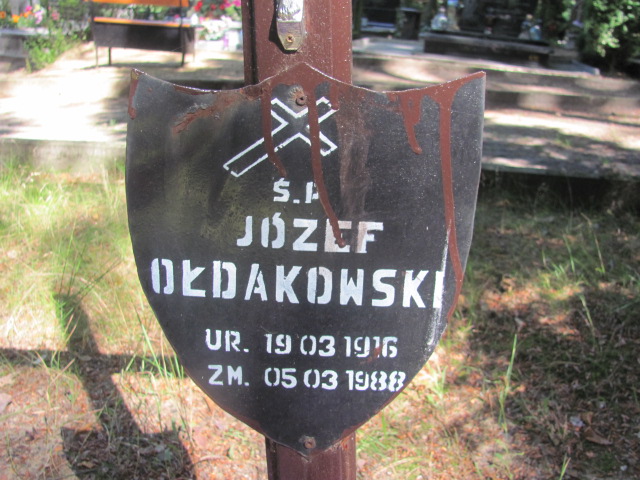 Ś.P
JÓZEF
OŁDAKOWSKI
UR. 19 03 1916
ZM. 05 03 1988